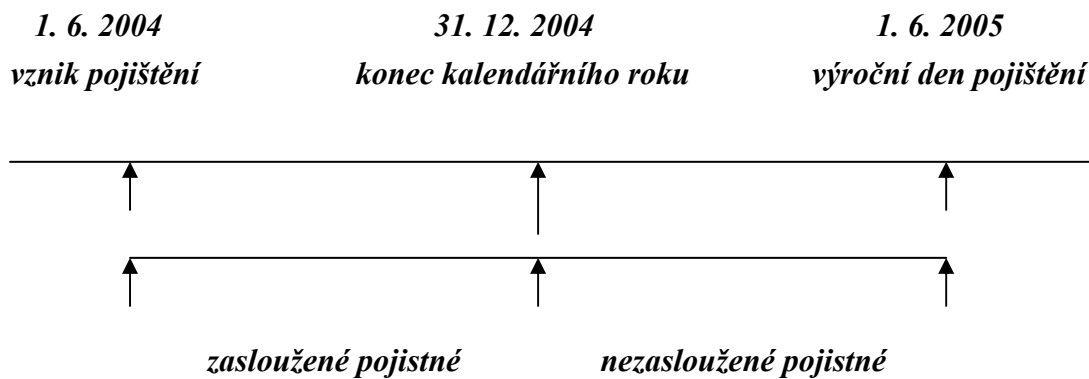 1. 6. 2004 31. 12. 2004 1. 6. 2005
vznik pojištění konec kalendářního roku výroční den pojištění
zasloužené pojistné nezasloužené pojistné